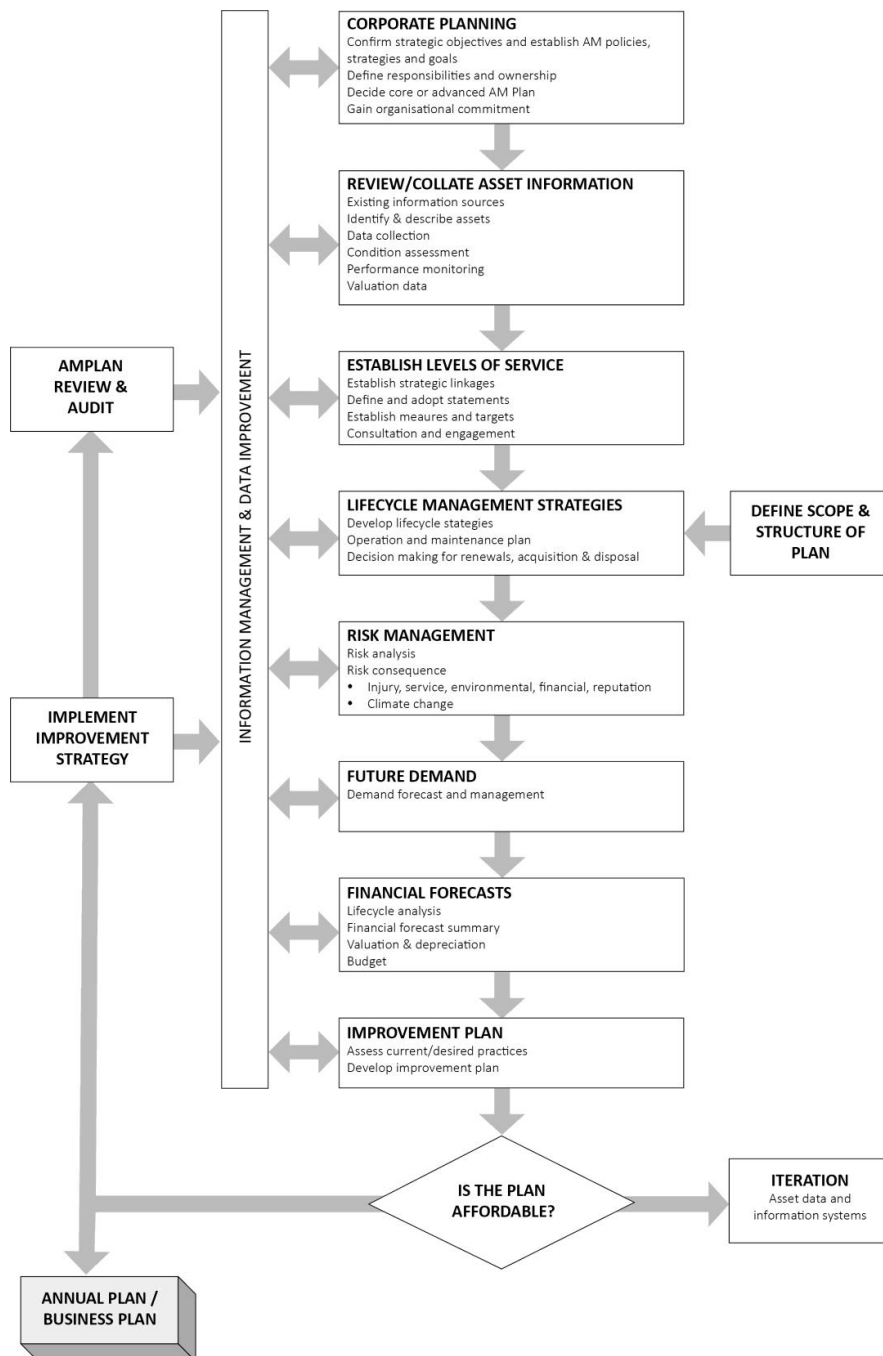 CORPORATE PLANNING
Confirm strategic objectives and establish AM policies,
strategies and goals
Define responsibilities and ownership
Decide core or advanced AM Plan
Gain organisational commitment
REVIEW/COLLATE ASSET INFORMATION
Existing information sources
Identify & describe assets
Data collection
Condition assessment
Performance monitoring
Valuation data
ESTABLISH LEVELS OF SERVICE
Establish strategic linkages
Define and adopt statements
Establish meaures and targets
Consultation and engagement
LIFECYCLE MANAGEMENT STRATEGIES
Develop lifecycle stategies
Operation and maintenance plan
Decision making for renewals, acquisition & disposal
DEFINE SCOPE &
STRUCTURE OF
PLAN
RISK MANAGEMENT
Risk analysis
Risk consequence
• Injury, service, environmental, financial, reputation
• Climate change
FUTURE DEMAND
Demand forecast and management
FINANCIAL FORECASTS
Lifecycle analysis
Financial forecast summary
Valuation & depreciation
Budget
IMPROVEMENT PLAN
Assess current/desired practices
Develop improvement plan
INFORMATION MANAGEMENT & DATA IMPROVEMENT
AMPLAN
REVIEW &
AUDIT
IMPLEMENT
IMPROVEMENT
STRATEGY
IS THE PLAN
AFFORDABLE?
ITERATION
Asset data and
information systems
ANNUAL PLAN /
BUSINESS PLAN